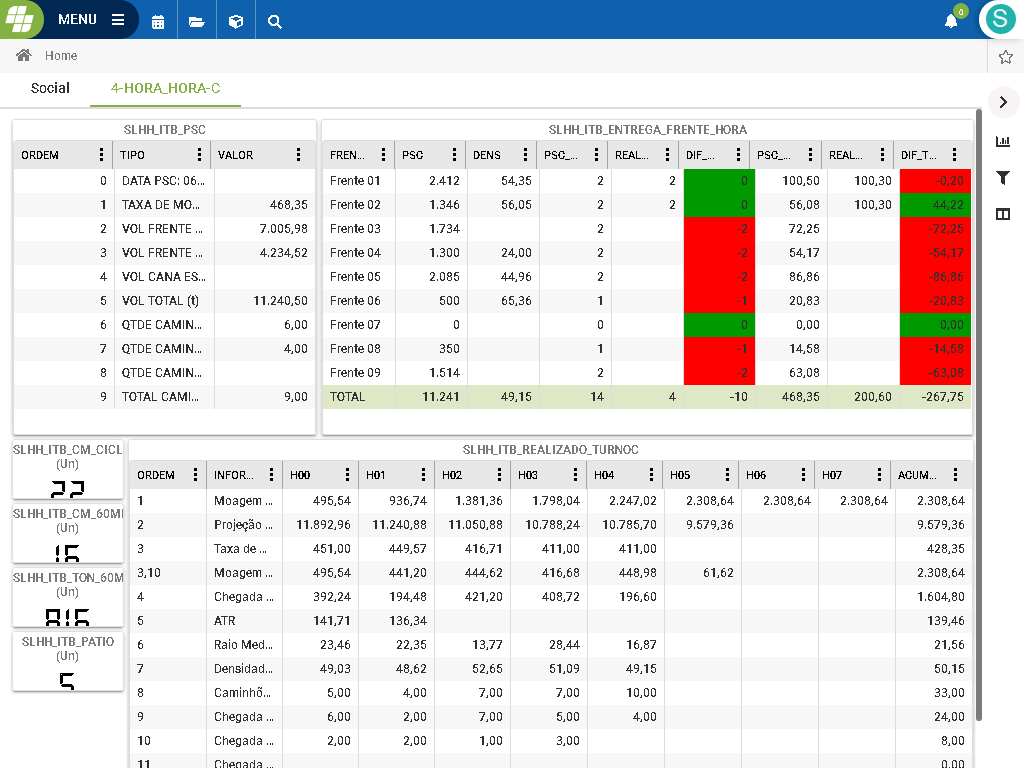 MENU
0
S
Home
Social 4-HORA_HORA-C
SLHH_ITB_PSC
ORDEM TIPO VALOR
0 DATA PSC: 06...
1 TAXA DE MO... 468,35
2 VOL FRENTE ... 7.005,98
3 VOL FRENTE ... 4.234,52
4 VOL CANA ES...
5 VOL TOTAL (t) 11.240,50
6 QTDE CAMIN... 6,00
7 QTDE CAMIN... 4,00
8 QTDE CAMIN...
9 TOTAL CAMI... 9,00
SLHH_ITB_ENTREGA_FRENTE_HORA
FREN... PSC DENS PSC_... REAL... DIF_... PSC_... REAL... DIF_T...
Frente 01 2.412 54,35 2 2 0 100,50 100,30 -0,20
Frente 02 1.346 56,05 2 2 0 56,08 100,30 44,22
Frente 03 1.734 2 -2 72,25 -72,25
Frente 04 1.300 24,00 2 -2 54,17 -54,17
Frente 05 2.085 44,96 2 -2 86,86 -86,86
Frente 06 500 65,36 1 -1 20,83 -20,83
Frente 07 0 0 0 0,00 0,00
Frente 08 350 1 -1 14,58 -14,58
Frente 09 1.514 2 -2 63,08 -63,08
TOTAL 11.241 49,15 14 4 -10 468,35 200,60 -267,75
SLHH_ITB_CM_CICL
(Un)
22
SLHH_ITB_CM_60MI
(Un)
16
SLHH_ITB_TON_60M
(Un)
816
SLHH_ITB_PATIO
(Un)
5
SLHH_ITB_REALIZADO_TURNOC
ORDEM INFOR... H00 H01 H02 H03 H04 H05 H06 H07 ACUM...
1 Moagem ... 495,54 936,74 1.381,36 1.798,04 2.247,02 2.308,64 2.308,64 2.308,64 2.308,64
2 Projeção ... 11.892,96 11.240,88 11.050,88 10.788,24 10.785,70 9.579,36 9.579,36
3 Taxa de ... 451,00 449,57 416,71 411,00 411,00 428,35
3,10 Moagem ... 495,54 441,20 444,62 416,68 448,98 61,62 2.308,64
4 Chegada ... 392,24 194,48 421,20 408,72 196,60 1.604,80
5 ATR 141,71 136,34 139,46
6 Raio Med... 23,46 22,35 13,77 28,44 16,87 21,56
7 Densidad... 49,03 48,62 52,65 51,09 49,15 50,15
8 Caminhõ... 5,00 4,00 7,00 7,00 10,00 33,00
9 Chegada ... 6,00 2,00 7,00 5,00 4,00 24,00
10 Chegada ... 2,00 2,00 1,00 3,00 8,00
11 Chegada ... 0,00